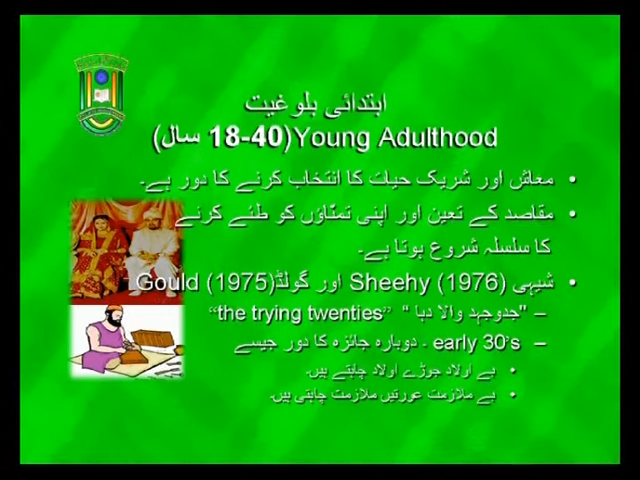 ابتدائی بلوغیت
Young Adulthood(18-40 سال)
• معاش اور شریک حیات کا انتخاب کرنے کا دور ہے۔
• مقاصد کے تعین اور اپنی تمنّاؤں کو طئے کرنے
کا سلسلہ شروع ہوتا ہے۔
• شیہی Sheehy (1976) اور گولڈ Gould (1975)
– "جدوجہد والا دہا " “the trying twenties”
– early 30’s ۔ دوبارہ جائزہ کا دور جیسے
• بے اولاد جوڑے اولاد چاہتے ہیں۔
• بے ملازمت عورتیں ملازمت چاہتی ہیں۔